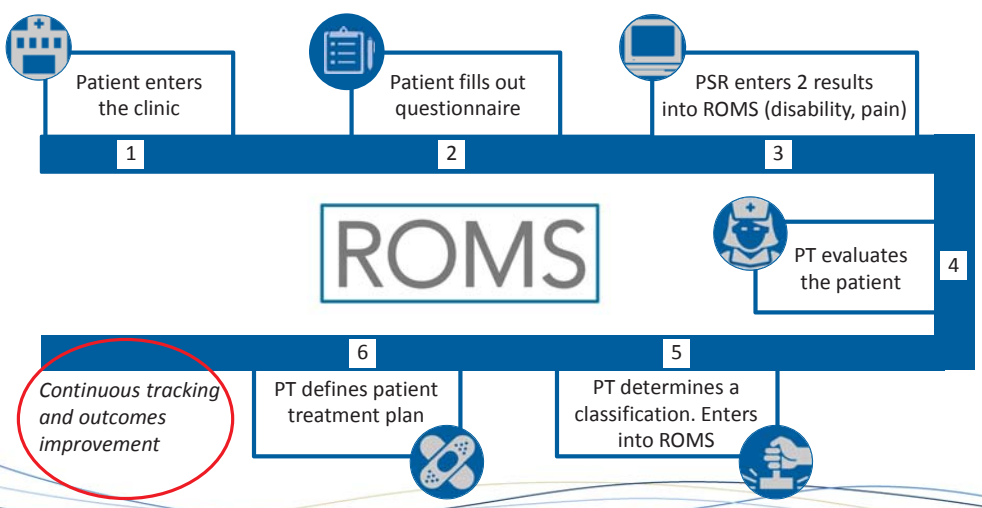 Patient enters
the clinic
Patient fills out
questionnaire
PSR enters 2 results
into ROMS (disability, pain)
1
2
3
ROMS
PT evaluates
the patient
4
5
PT determines a
classification. Enters
into ROMS
6
PT defines patient
treatment plan
Continuous tracking
and outcomes
improvement